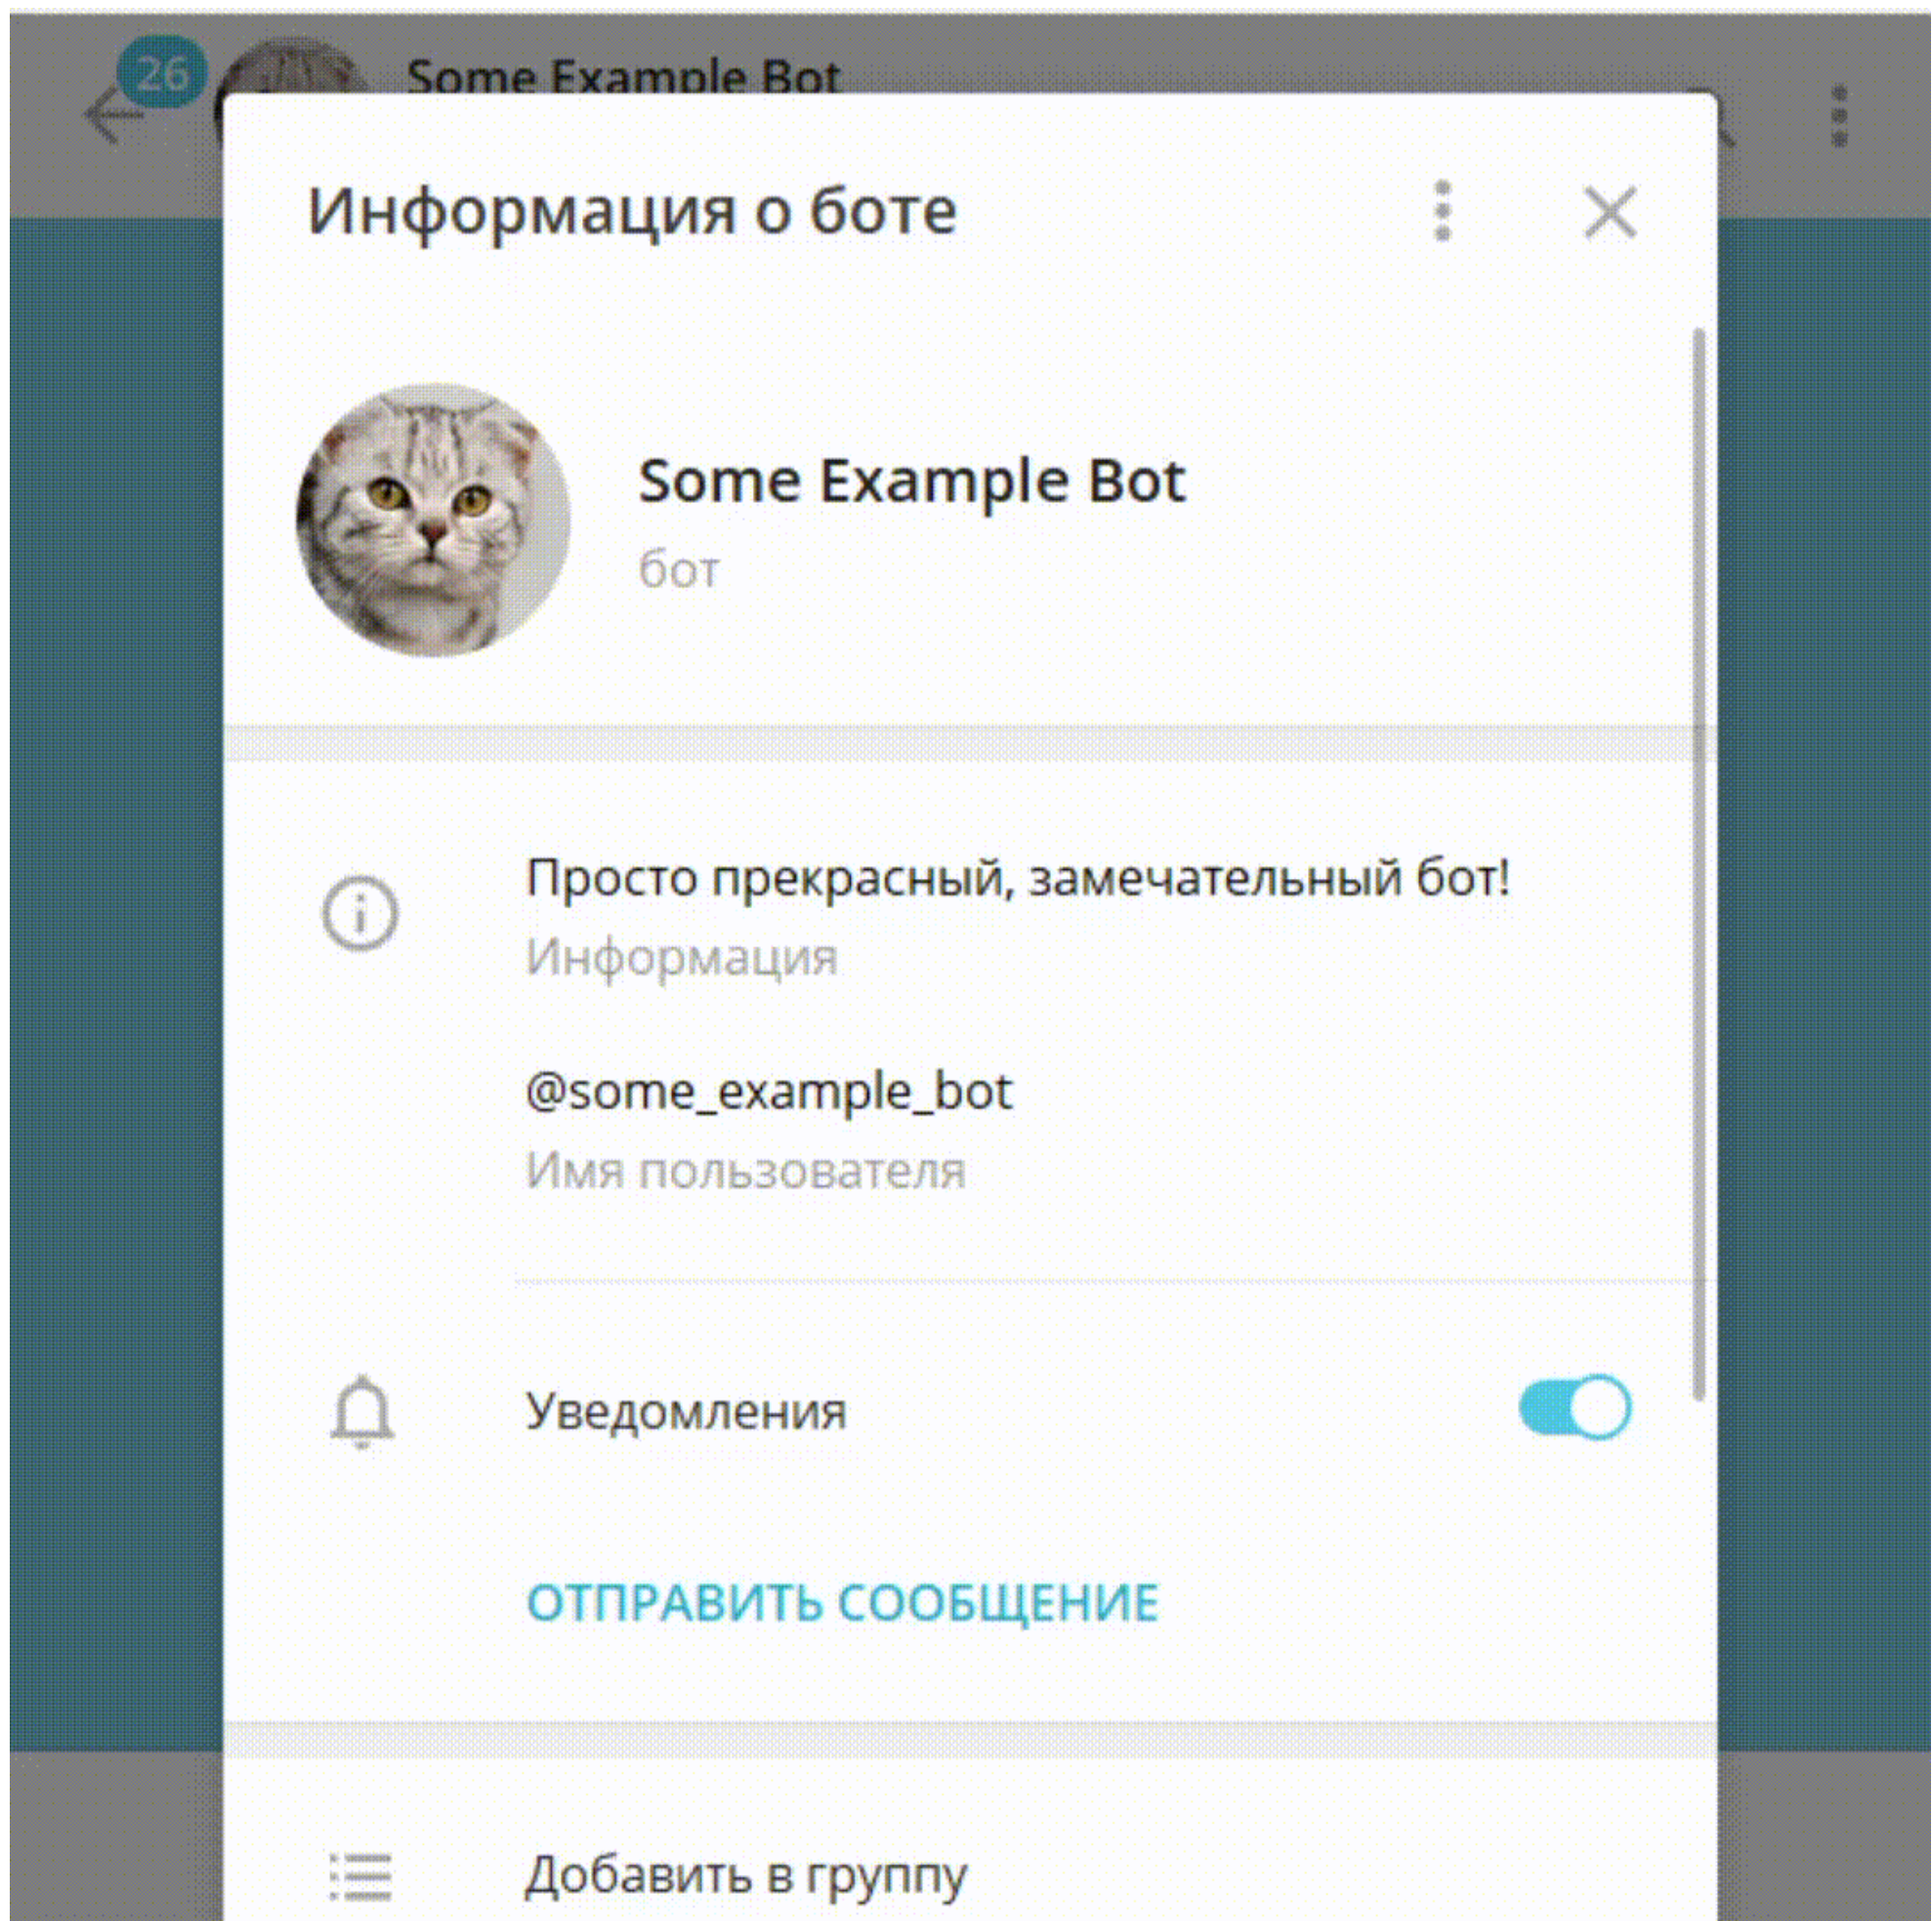 26
Some Example Bot
Информация о боте
Some Example Bot
бот
Просто прекрасный, замечательный бот!
Информация
@some_example_bot
Имя пользователя
Уведомления
ОТПРАВИТЬ СООБЩЕНИЕ
Добавить в группу